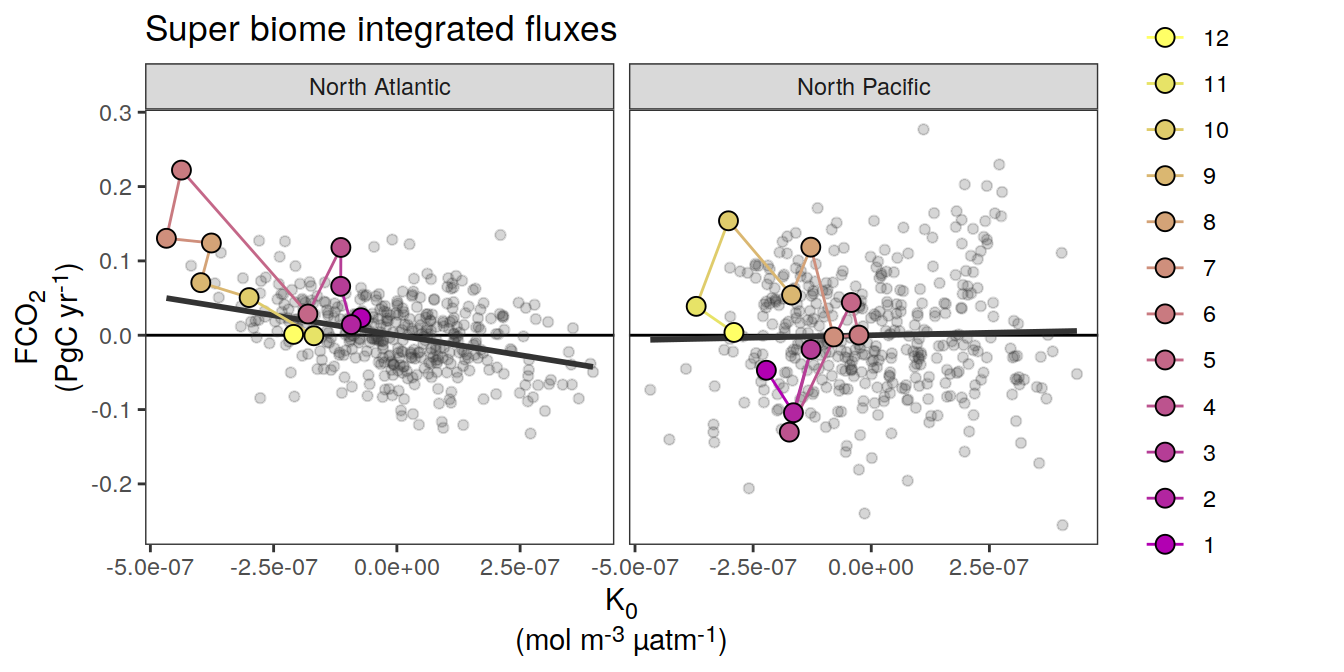 Super biome integrated fluxes
North Atlantic
North Pacific
0.3
0.2
0.1
0.0
-0.1
-0.2
FCO₂
(PgC yr⁻¹)
-5.0e-07 -2.5e-07 0.0e+00 2.5e-07
-5.0e-07 -2.5e-07 0.0e+00 2.5e-07
K₀
(mol m⁻³ µatm⁻¹)
12
11
10
9
8
7
6
5
4
3
2
1